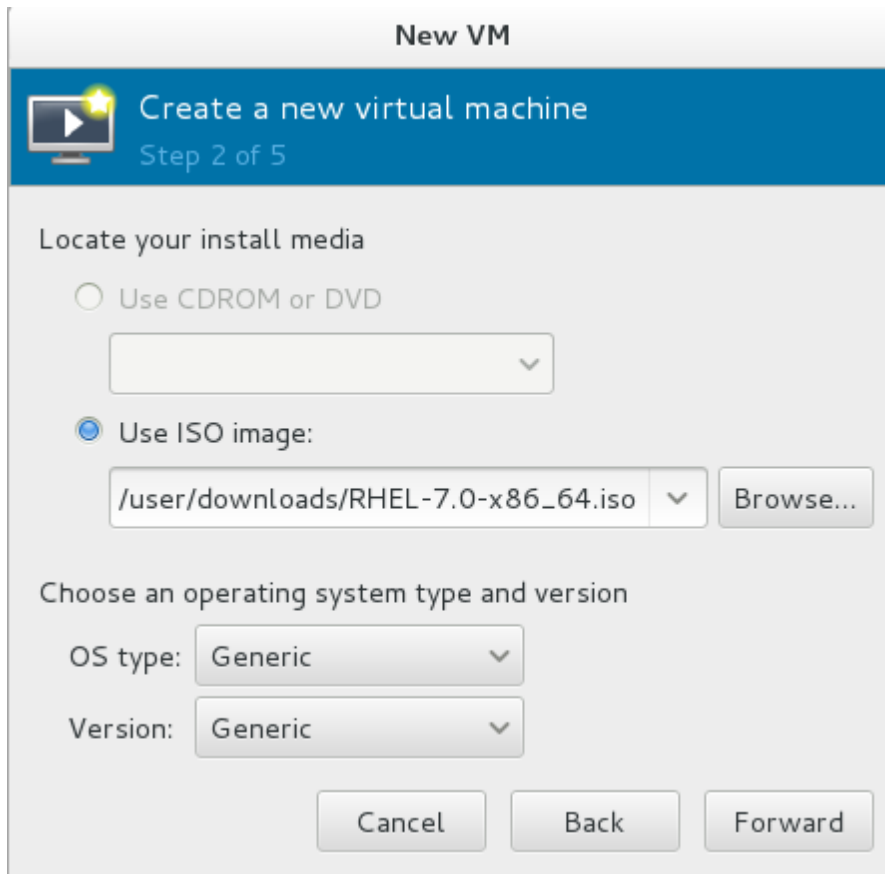 New VM
Create a new virtual machine
Step 2 of 5
Locate your install media
Use CDROM or DVD
Use ISO image:
/user/downloads/RHEL-7.0-x86_64.iso Browse...
Choose an operating system type and version
OS type: Generic
Version: Generic
Cancel Back Forward